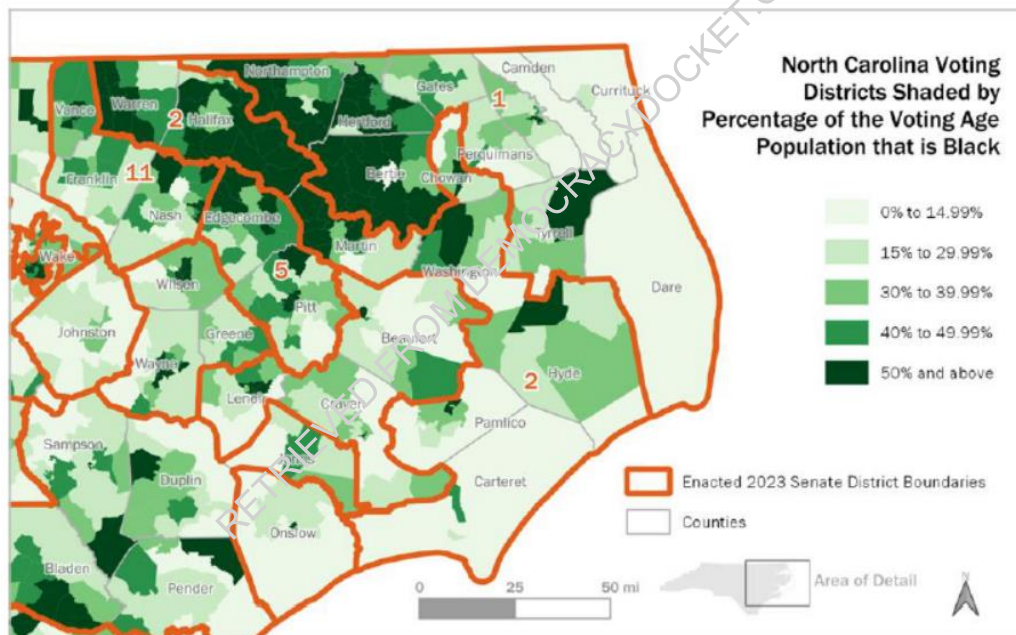 North Carolina Voting
Districts Shaded by
Percentage of the Voting Age
Population that is Black
0% to 14.99%
15% to 29.99%
30% to 39.99%
40% to 49.99%
50% and above
Enacted 2023 Senate District Boundaries
Counties
Area of Detail
N
0 25 50 mi
RETRIEVED FROM DEMOCRACYDOCKET.
Northampton
Camden
Gates
Currituck
1
Vance
Warren
2
Halifax
Hertford
Perquimans
Bertie
Chowan
Franklin
11
Nash
Edgecombe
Tyrrell
Martin
Washington
Wake
Wilson
5
Dare
Pitt
Johnston
Greene
Beaufort
Wayne
2
Hyde
Lenoir
Craven
Pamlico
Sampson
Jones
Duplin
Carteret
Onslow
Bladen
Pender